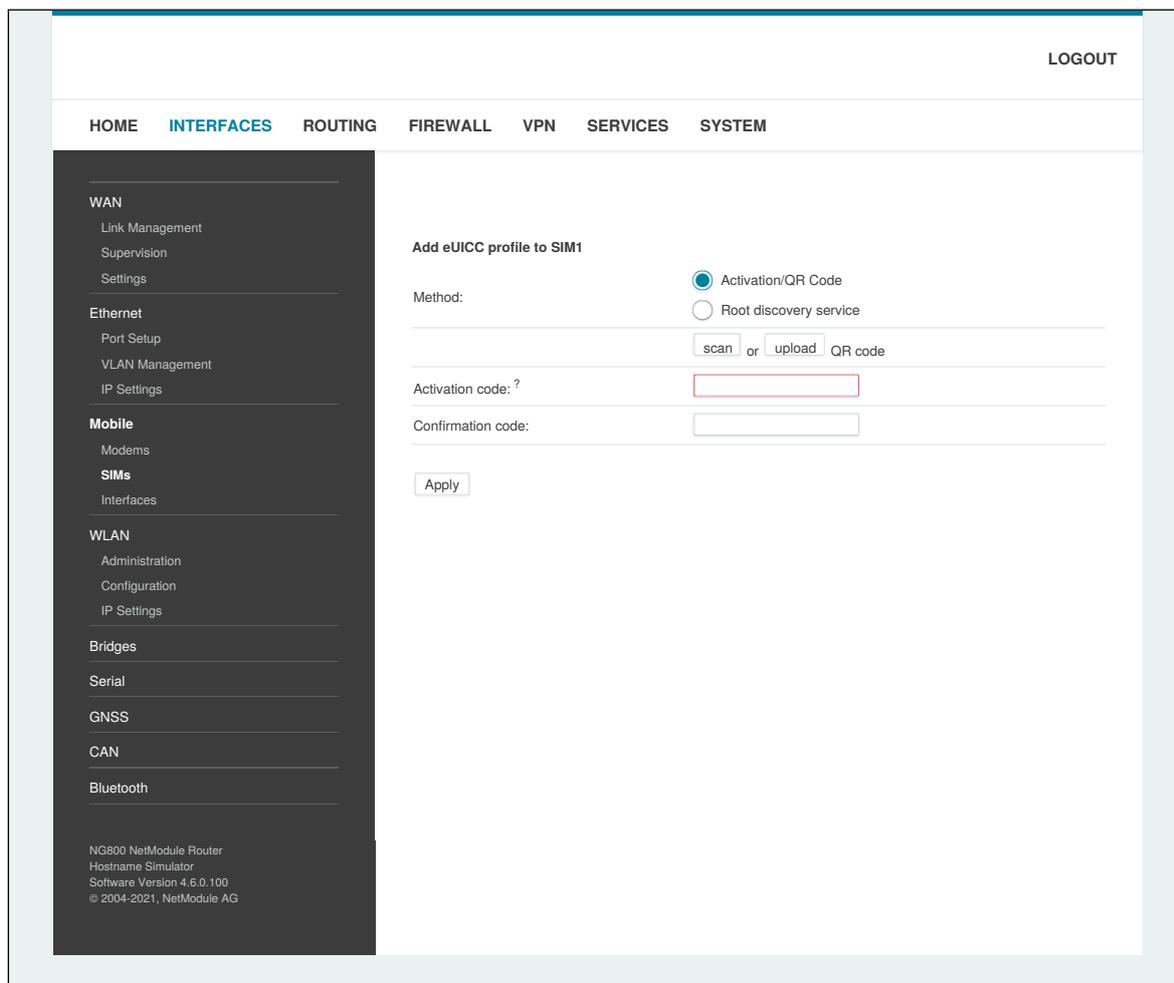 LOGOUT
HOME INTERFACES ROUTING FIREWALL VPN SERVICES SYSTEM
WAN
Link Management
Supervision
Settings
Ethernet
Port Setup
VLAN Management
IP Settings
Mobile
Modems
SIMs
Interfaces
WLAN
Administration
Configuration
IP Settings
Bridges
Serial
GNSS
CAN
Bluetooth
NG800 NetModule Router
Hostname Simulator
Software Version 4.6.0.100
© 2004-2021, NetModule AG
Add eUICC profile to SIM1
Method:
Activation/QR Code
Root discovery service
scan or upload QR code
Activation code: ?
Confirmation code:
Apply